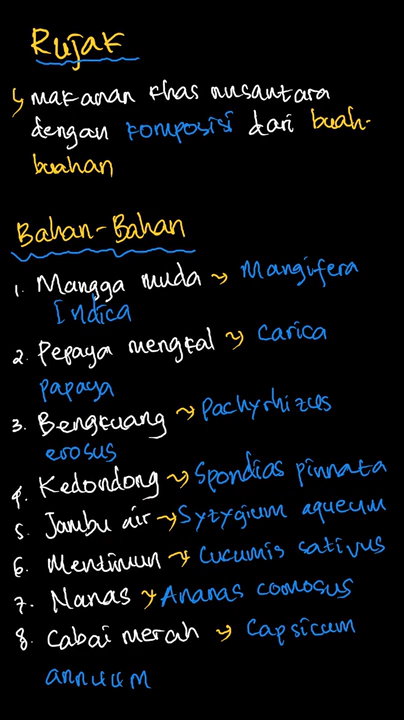 Rujak
↳ makanan khas nusantara
dengan komposisi dari buah-
buahan
Bahan-Bahan
1. Mangga muda → Mangifera
Indica
2. Pepaya mengkal → Carica
papaya
3. Bengkuang → Pachyrhizus
erosus
4. Kedondong → Spondias pinnata
5. Jambu air → Syzygium aqueum
6. Mentimun → Cucumis sativus
7. Nanas → Ananas comosus
8. Cabai merah → Capsicum
annuum